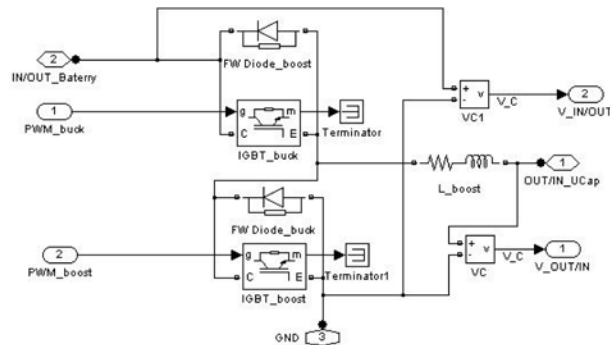 2
IN/OUT_Baterry
FW Diode_boost
1
PWM_buck
g
m
C
E
IGBT_buck
Terminator
+
-
v
VC1
V_C
2
V_IN/OUT
L_boost
1
OUT/IN_UCap
FW Diode_buck
2
PWM_boost
g
m
C
E
IGBT_boost
Terminator1
+
-
v
VC
V_C
1
V_OUT/IN
GND
3